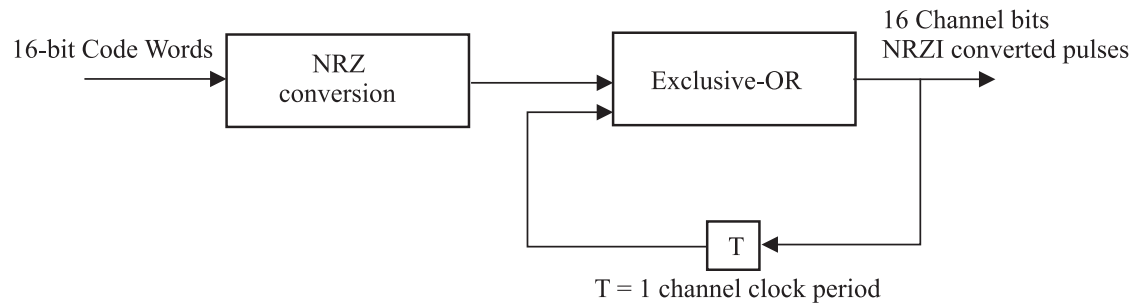 16-bit Code Words
NRZ
conversion
Exclusive-OR
16 Channel bits
NRZI converted pulses
T
T = 1 channel clock period